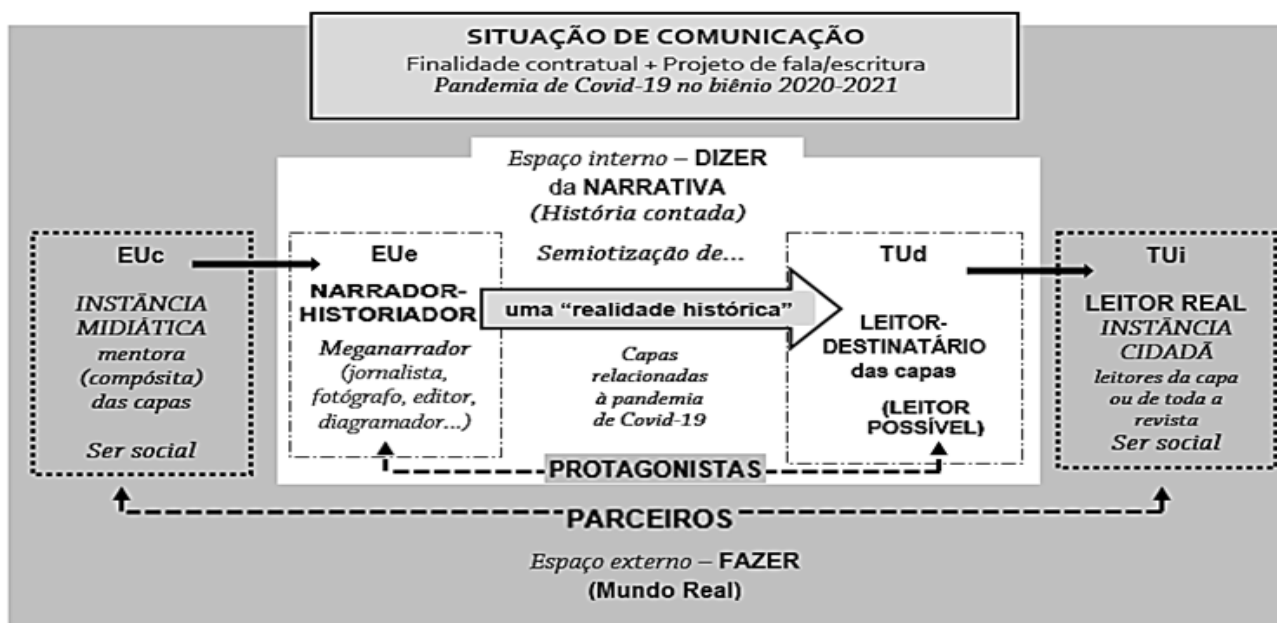 SITUAÇÃO DE COMUNICAÇÃO
Finalidade contratual + Projeto de fala/escritura
Pandemia de Covid-19 no biênio 2020-2021
Espaço interno – DIZER
da NARRATIVA
(História contada)
EUc
INSTÂNCIA
MIDIÁTICA
mentora
(compósita)
das capas
Ser social
EUe
NARRADOR-
HISTORIADOR
Meganarrador
(jornalista,
fotógrafo, editor,
diagramador...)
Semiotização de...
uma “realidade histórica”
Capas
relacionadas
à pandemia
de Covid-19
TUd
LEITOR-
DESTINATÁRIO
das capas
(LEITOR
POSSÍVEL)
TUi
LEITOR REAL
INSTÂNCIA
CIDADÃ
leitores da capa
ou de toda a
revista
Ser social
PROTAGONISTAS
PARCEIROS
Espaço externo – FAZER
(Mundo Real)